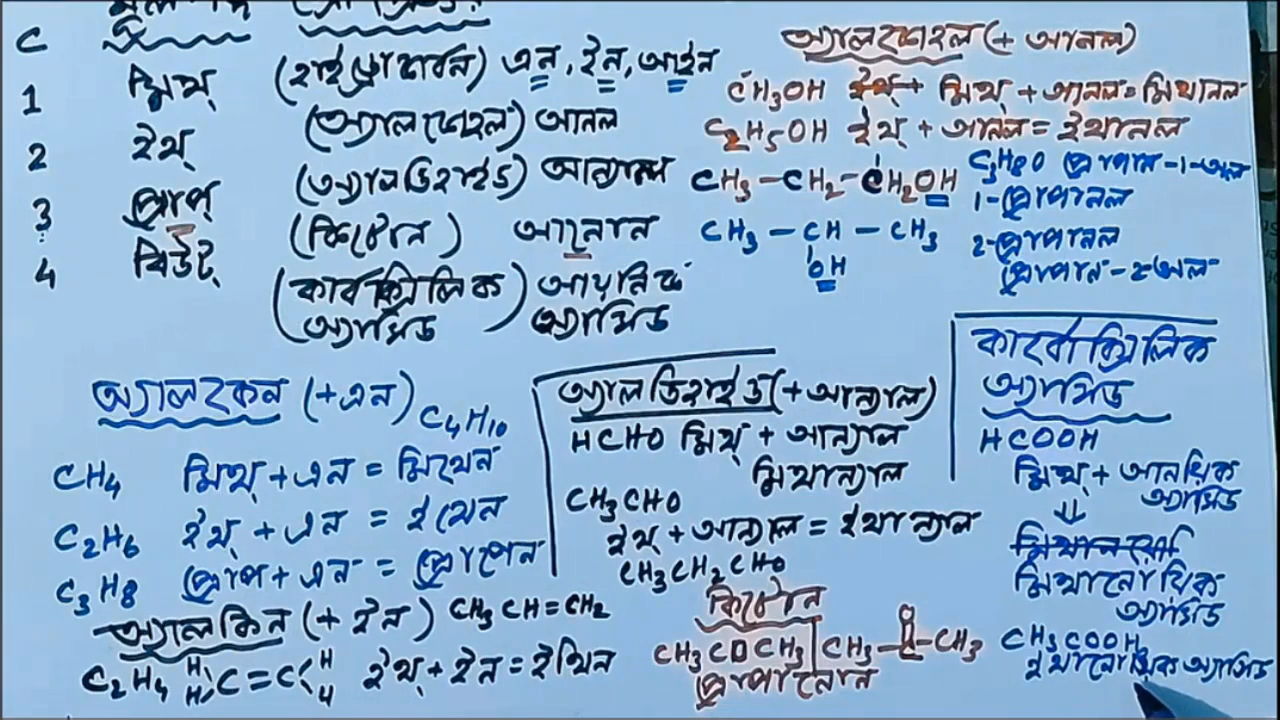 C
1 মিথ্ (হাইড্রোকার্বন) এন, ইন, আইন
2 ইথ্ (অ্যালকোহল) আনল
3 প্রোপ্ (অ্যালডিহাইড) আন্যাল
4 বিউট্ (কিটোন) আনোন
(কার্বক্সিলিক অ্যাসিড)
অ্যাসিড
অ্যালকোহল (+ আনল)
CH3OH মিথ্ + আনল = মিথানল
C2H5OH ইথ্ + আনল = ইথানল
CH3-CH2-CH2OH C3H8O প্রোপান-1-অল
1-প্রোপানল
CH3-CH-CH3 2-প্রোপানল
OH প্রোপান-2-অল
অ্যালকেন (+এন) C4H10
CH4 মিথ্ + এন = মিথেন
C2H6 ইথ্ + এন = ইথেন
C3H8 প্রোপ + এন = প্রোপেন
অ্যালকিন (+ ইন) CH3CH=CH2
C2H4 ইথ্ + ইন = ইথিন
অ্যালডিহাইড (+আন্যাল)
HCHO মিথ্ + আন্যাল
মিথান্যাল
CH3CHO
ইথ্ + আন্যাল = ইথান্যাল
CH3CH2CHO
কিটোন
CH3COCH3 CH3-C-CH3
প্রোপানোন
কার্বোক্সিলিক
অ্যাসিড
HCOOH
মিথ্ + আনয়িক
অ্যাসিড
মিথানোয়িক
অ্যাসিড
CH3COOH
ইথানোয়িক অ্যাসিড